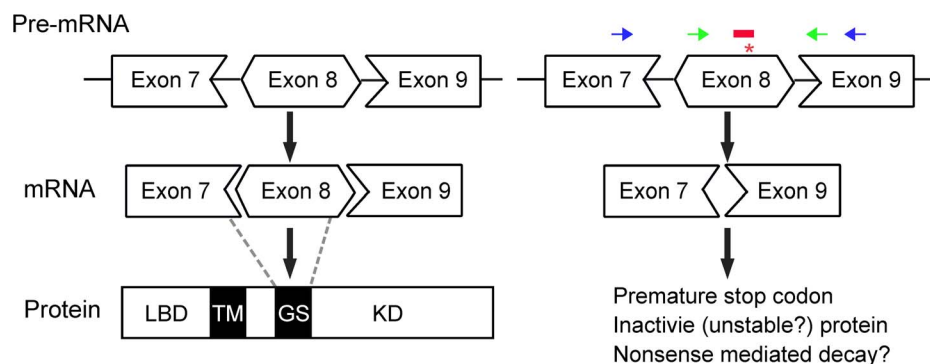 Pre-mRNA
Exon 7 Exon 8 Exon 9 Exon 7 * Exon 8 Exon 9
mRNA Exon 7 Exon 8 Exon 9 Exon 7 Exon 9
Protein LBD TM GS KD
Premature stop codon
Inactivie (unstable?) protein
Nonsense mediated decay?